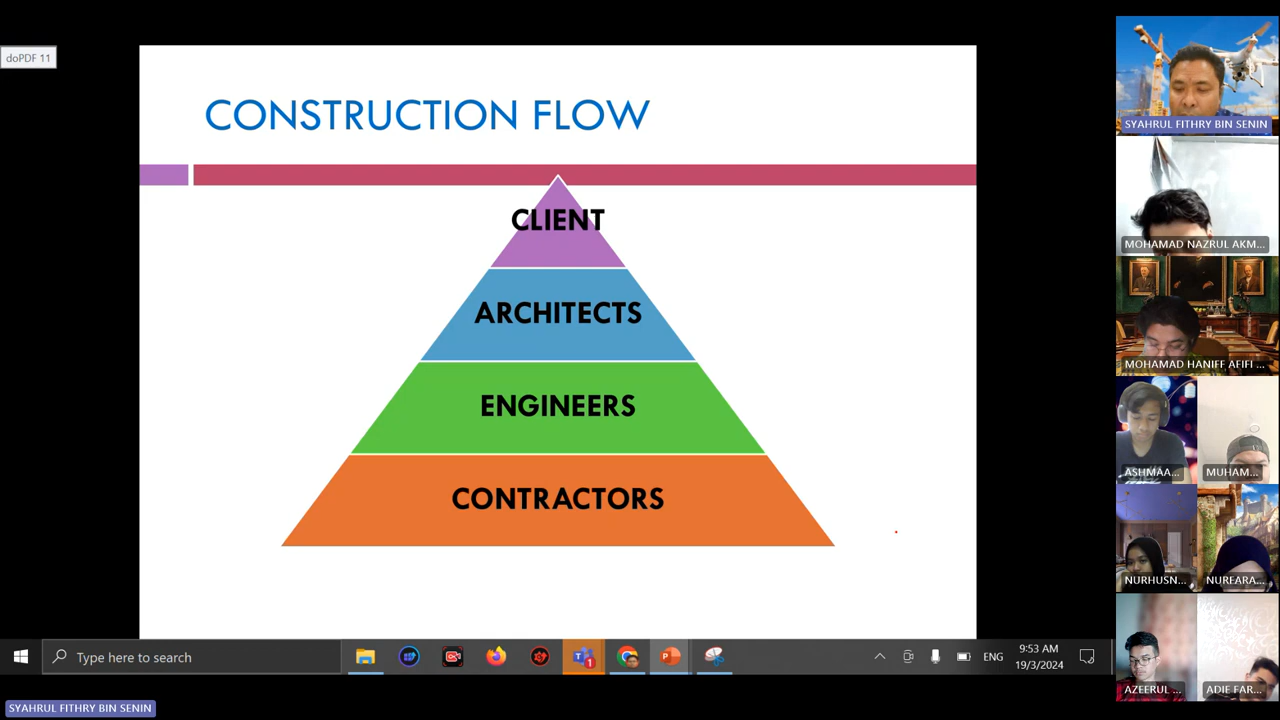 doPDF 11
CONSTRUCTION FLOW
CLIENT
ARCHITECTS
ENGINEERS
CONTRACTORS
SYAHRUL FITHRY BIN SENIN
MOHAMAD NAZRUL AKM...
MOHAMAD HANIFF AFIFI ...
ASHMAA...
MUHAM...
NURHUSN...
NURFARA...
AZEERUL ...
ADIE FAR...
Type here to search
1
ENG
9:53 AM
19/3/2024
SYAHRUL FITHRY BIN SENIN